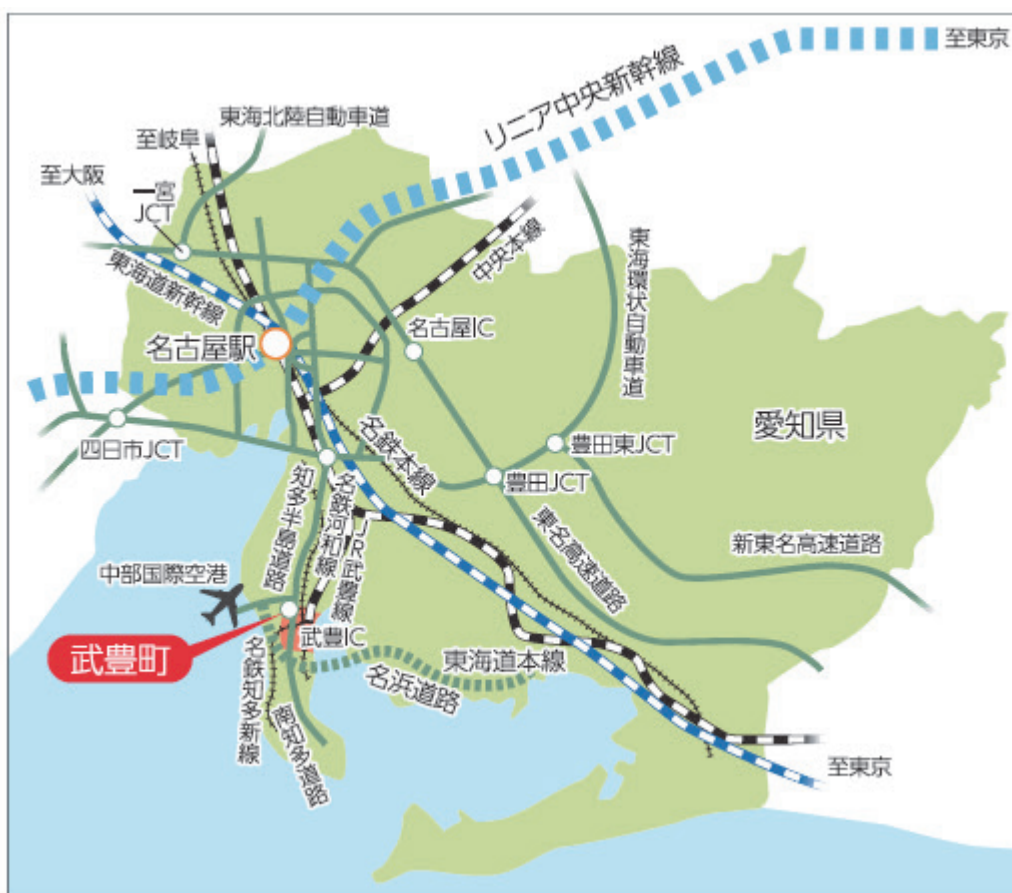 至東京
リニア中央新幹線
東海北陸自動車道
至岐阜
至大阪
一宮
JCT
東海道新幹線
中央本線
東海環状自動車道
名古屋駅
名古屋IC
愛知県
四日市JCT
名鉄本線
豊田東JCT
豊田JCT
知多半島道路
名鉄河和線
JR武豊線
東名高速道路
新東名高速道路
中部国際空港
武豊IC
武豊町
東海道本線
名浜道路
名鉄知多新線
南知多道路
至東京